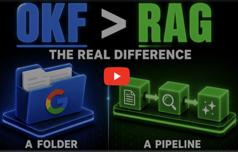 OKF > RAG
THE REAL DIFFERENCE
G
A FOLDER
A PIPELINE